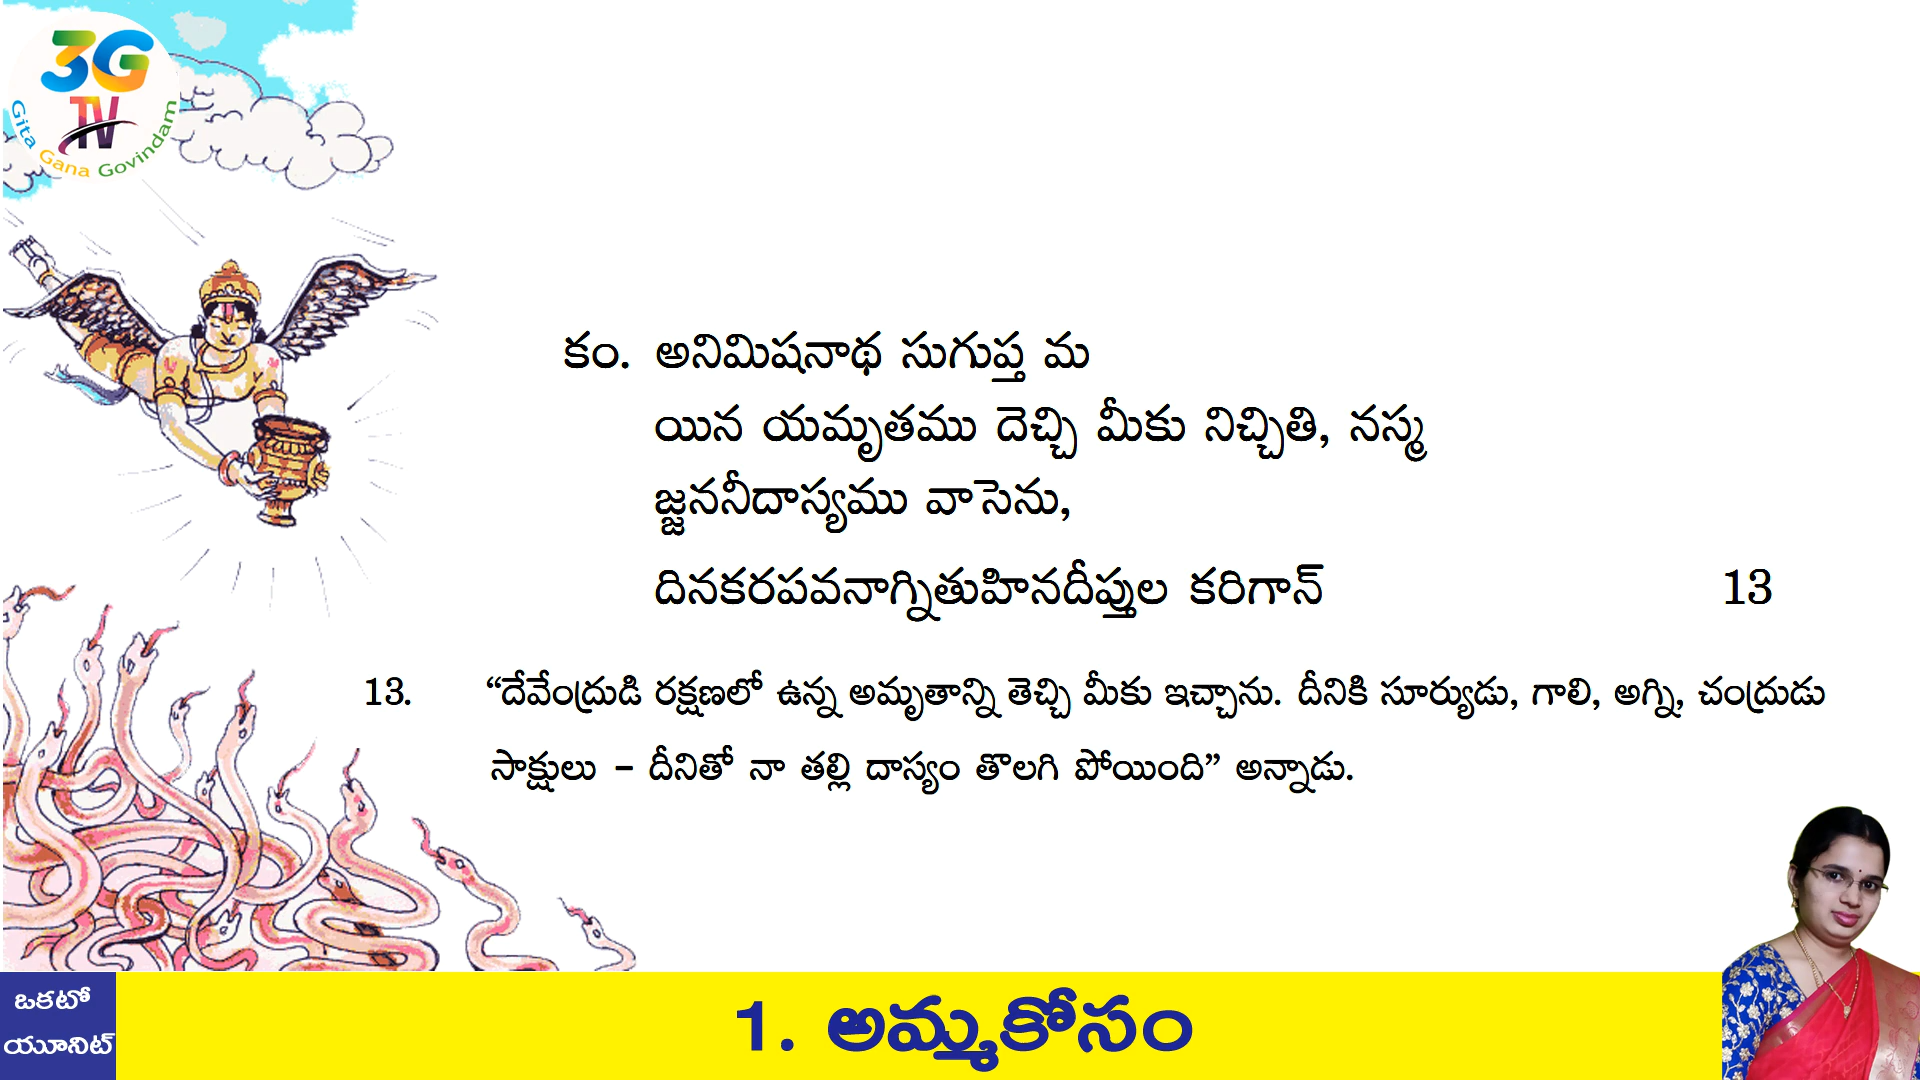 3G
TV
Gita Gana Govindam
కం. అనిమిషనాథ సుగుప్త మ
యిన యమృతము దెచ్చి మీకు నిచ్చితి, నస్మ
జ్జననీదాస్యము వాసెను,
దినకరపవనాగ్నితుహినదీప్తుల కరిగాన్ 13
13. “దేవేంద్రుడి రక్షణలో ఉన్న అమృతాన్ని తెచ్చి మీకు ఇచ్చాను. దీనికి సూర్యుడు, గాలి, అగ్ని, చంద్రుడు
సాక్షులు – దీనితో నా తల్లి దాస్యం తొలగి పోయింది” అన్నాడు.
ఒకటో
యూనిట్
1. అమ్మకోసం